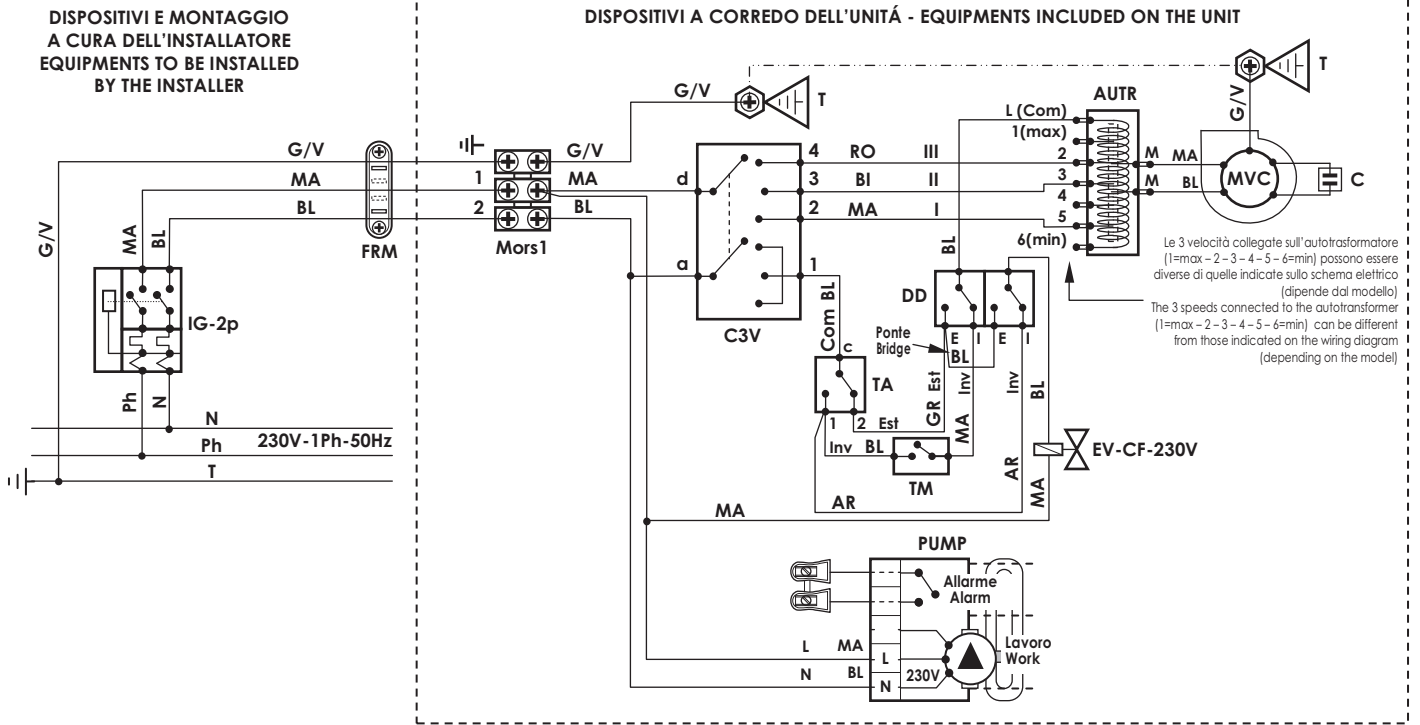 DISPOSITIVI E MONTAGGIO
A CURA DELL'INSTALLATORE
EQUIPMENTS TO BE INSTALLED
BY THE INSTALLER
DISPOSITIVI A CORREDO DELL'UNITÁ - EQUIPMENTS INCLUDED ON THE UNIT
G/V
T
T
G/V
AUTR
L (Com)
1(max)
2
3
4
5
6(min)
M
MA
M
BL
MVC
C
G/V
MA
BL
FRM
1
2
G/V
MA
BL
Mors1
d
a
4
RO
III
3
BI
II
2
MA
I
1
C3V
G/V
MA
BL
IG-2p
Ph
N
N
Ph
230V-1Ph-50Hz
T
Le 3 velocità collegate sull'autotrasformatore
(1=max – 2 – 3 – 4 – 5 – 6=min) possono essere
diverse di quelle indicate sullo schema elettrico
(dipende dal modello)
The 3 speeds connected to the autotransformer
(1=max – 2 – 3 – 4 – 5 – 6=min) can be different
from those indicated on the wiring diagram
(depending on the model)
BL
DD
Ponte
Bridge
E
I
E
I
BL
Com BL
C
TA
1
2
Est
Inv
BL
TM
GR Est
MA Inv
AR Inv
BL
MA
EV-CF-230V
AR
MA
PUMP
Allarme
Alarm
Lavoro
Work
L
MA
L
N
BL
N
230V